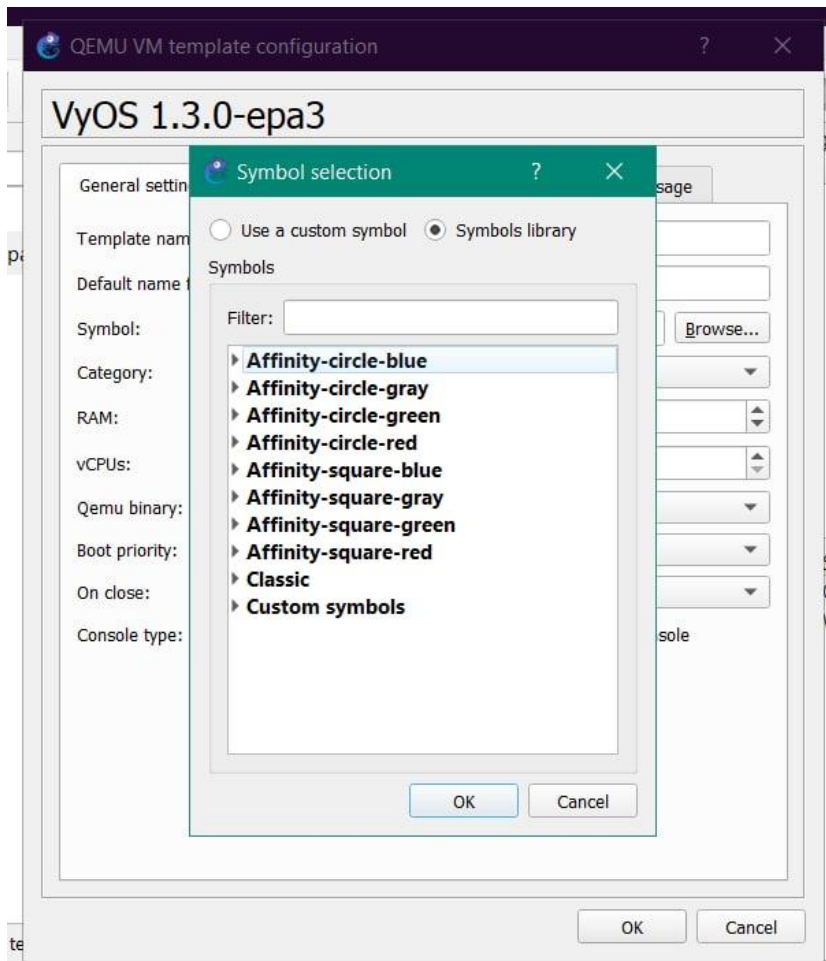 QEMU VM template configuration ? ×
VyOS 1.3.0-epa3
Symbol selection ? ×
General settin
sage
Use a custom symbol Symbols library
Template nam
Symbols
Default name f
Filter:
Symbol:
Browse...
Affinity-circle-blue
Category:
Affinity-circle-gray
Affinity-circle-green
RAM:
Affinity-circle-red
vCPUs:
Affinity-square-blue
Affinity-square-gray
Qemu binary:
Affinity-square-green
Boot priority:
Affinity-square-red
Classic
On close:
Custom symbols
Console type:
sole
OK Cancel
OK Cancel
te